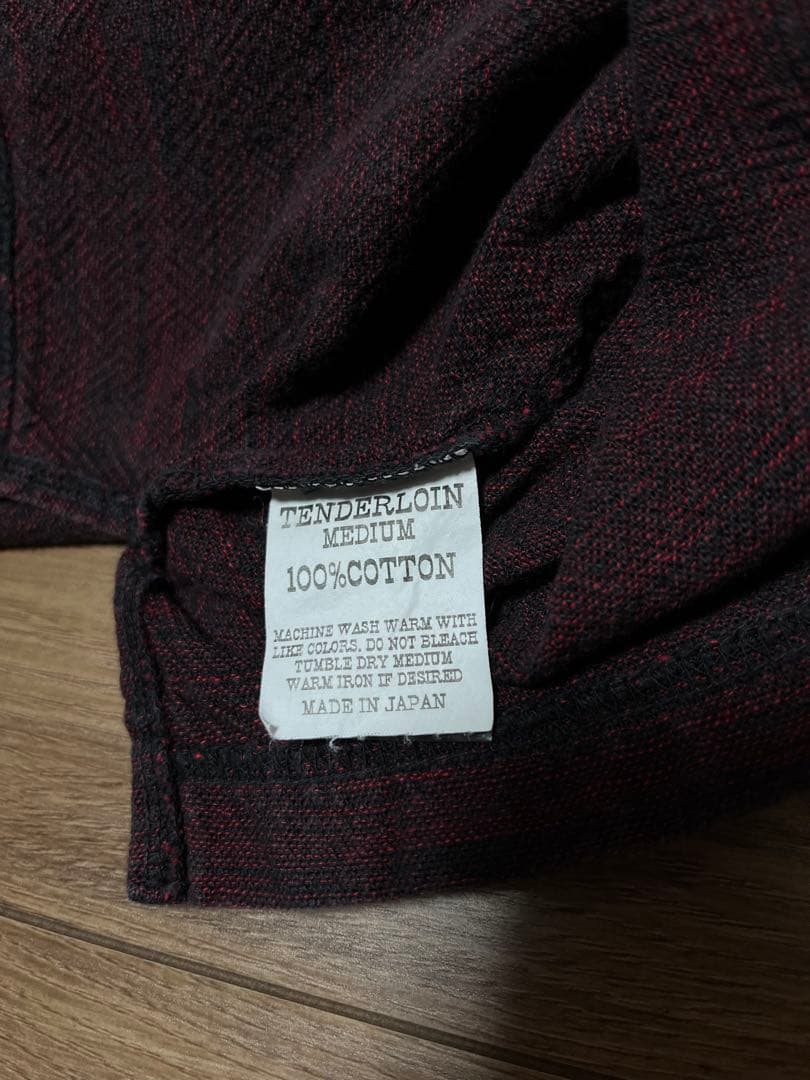 TENDERLOIN
MEDIUM
100%COTTON
MACHINE WASH WARM WITH
LIKE COLORS. DO NOT BLEACH
TUMBLE DRY MEDIUM
WARM IRON IF DESIRED
MADE IN JAPAN